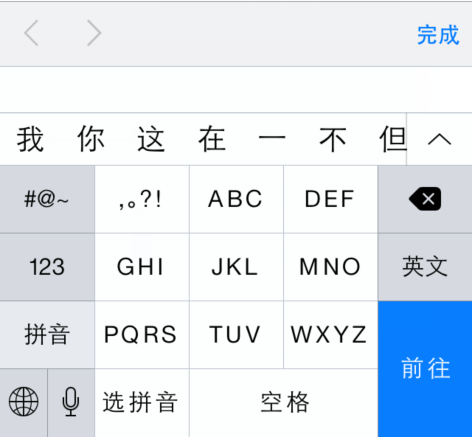 完成
我 你 这 在 一 不 但
#@~ ,。?! ABC DEF
123 GHI JKL MNO 英文
拼音 PQRS TUV WXYZ 前往
选拼音 空格